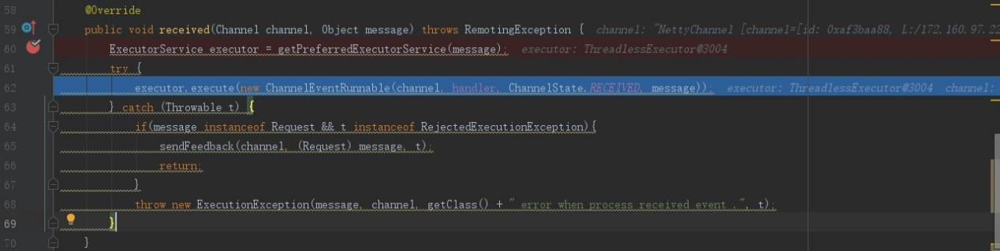 58 @Override
59 public void received(Channel channel, Object message) throws RemotingException { channel: "NettyChannel [channel=[id: 0xaf3baa88, L:/172.160.97.22
60 ExecutorService executor = getPreferredExecutorService(message); executor: ThreadlessExecutor@3004
61 try {
62 executor.execute(new ChannelEventRunnable(channel, handler, ChannelState.RECEIVED, message)); executor: ThreadlessExecutor@3004 channel:
63 } catch (Throwable t) {
64 if(message instanceof Request && t instanceof RejectedExecutionException){
65 sendFeedback(channel, (Request) message, t);
66 return;
67 }
68 throw new ExecutionException(message, channel, getClass() + " error when process received event .", t);
69 }
70 }